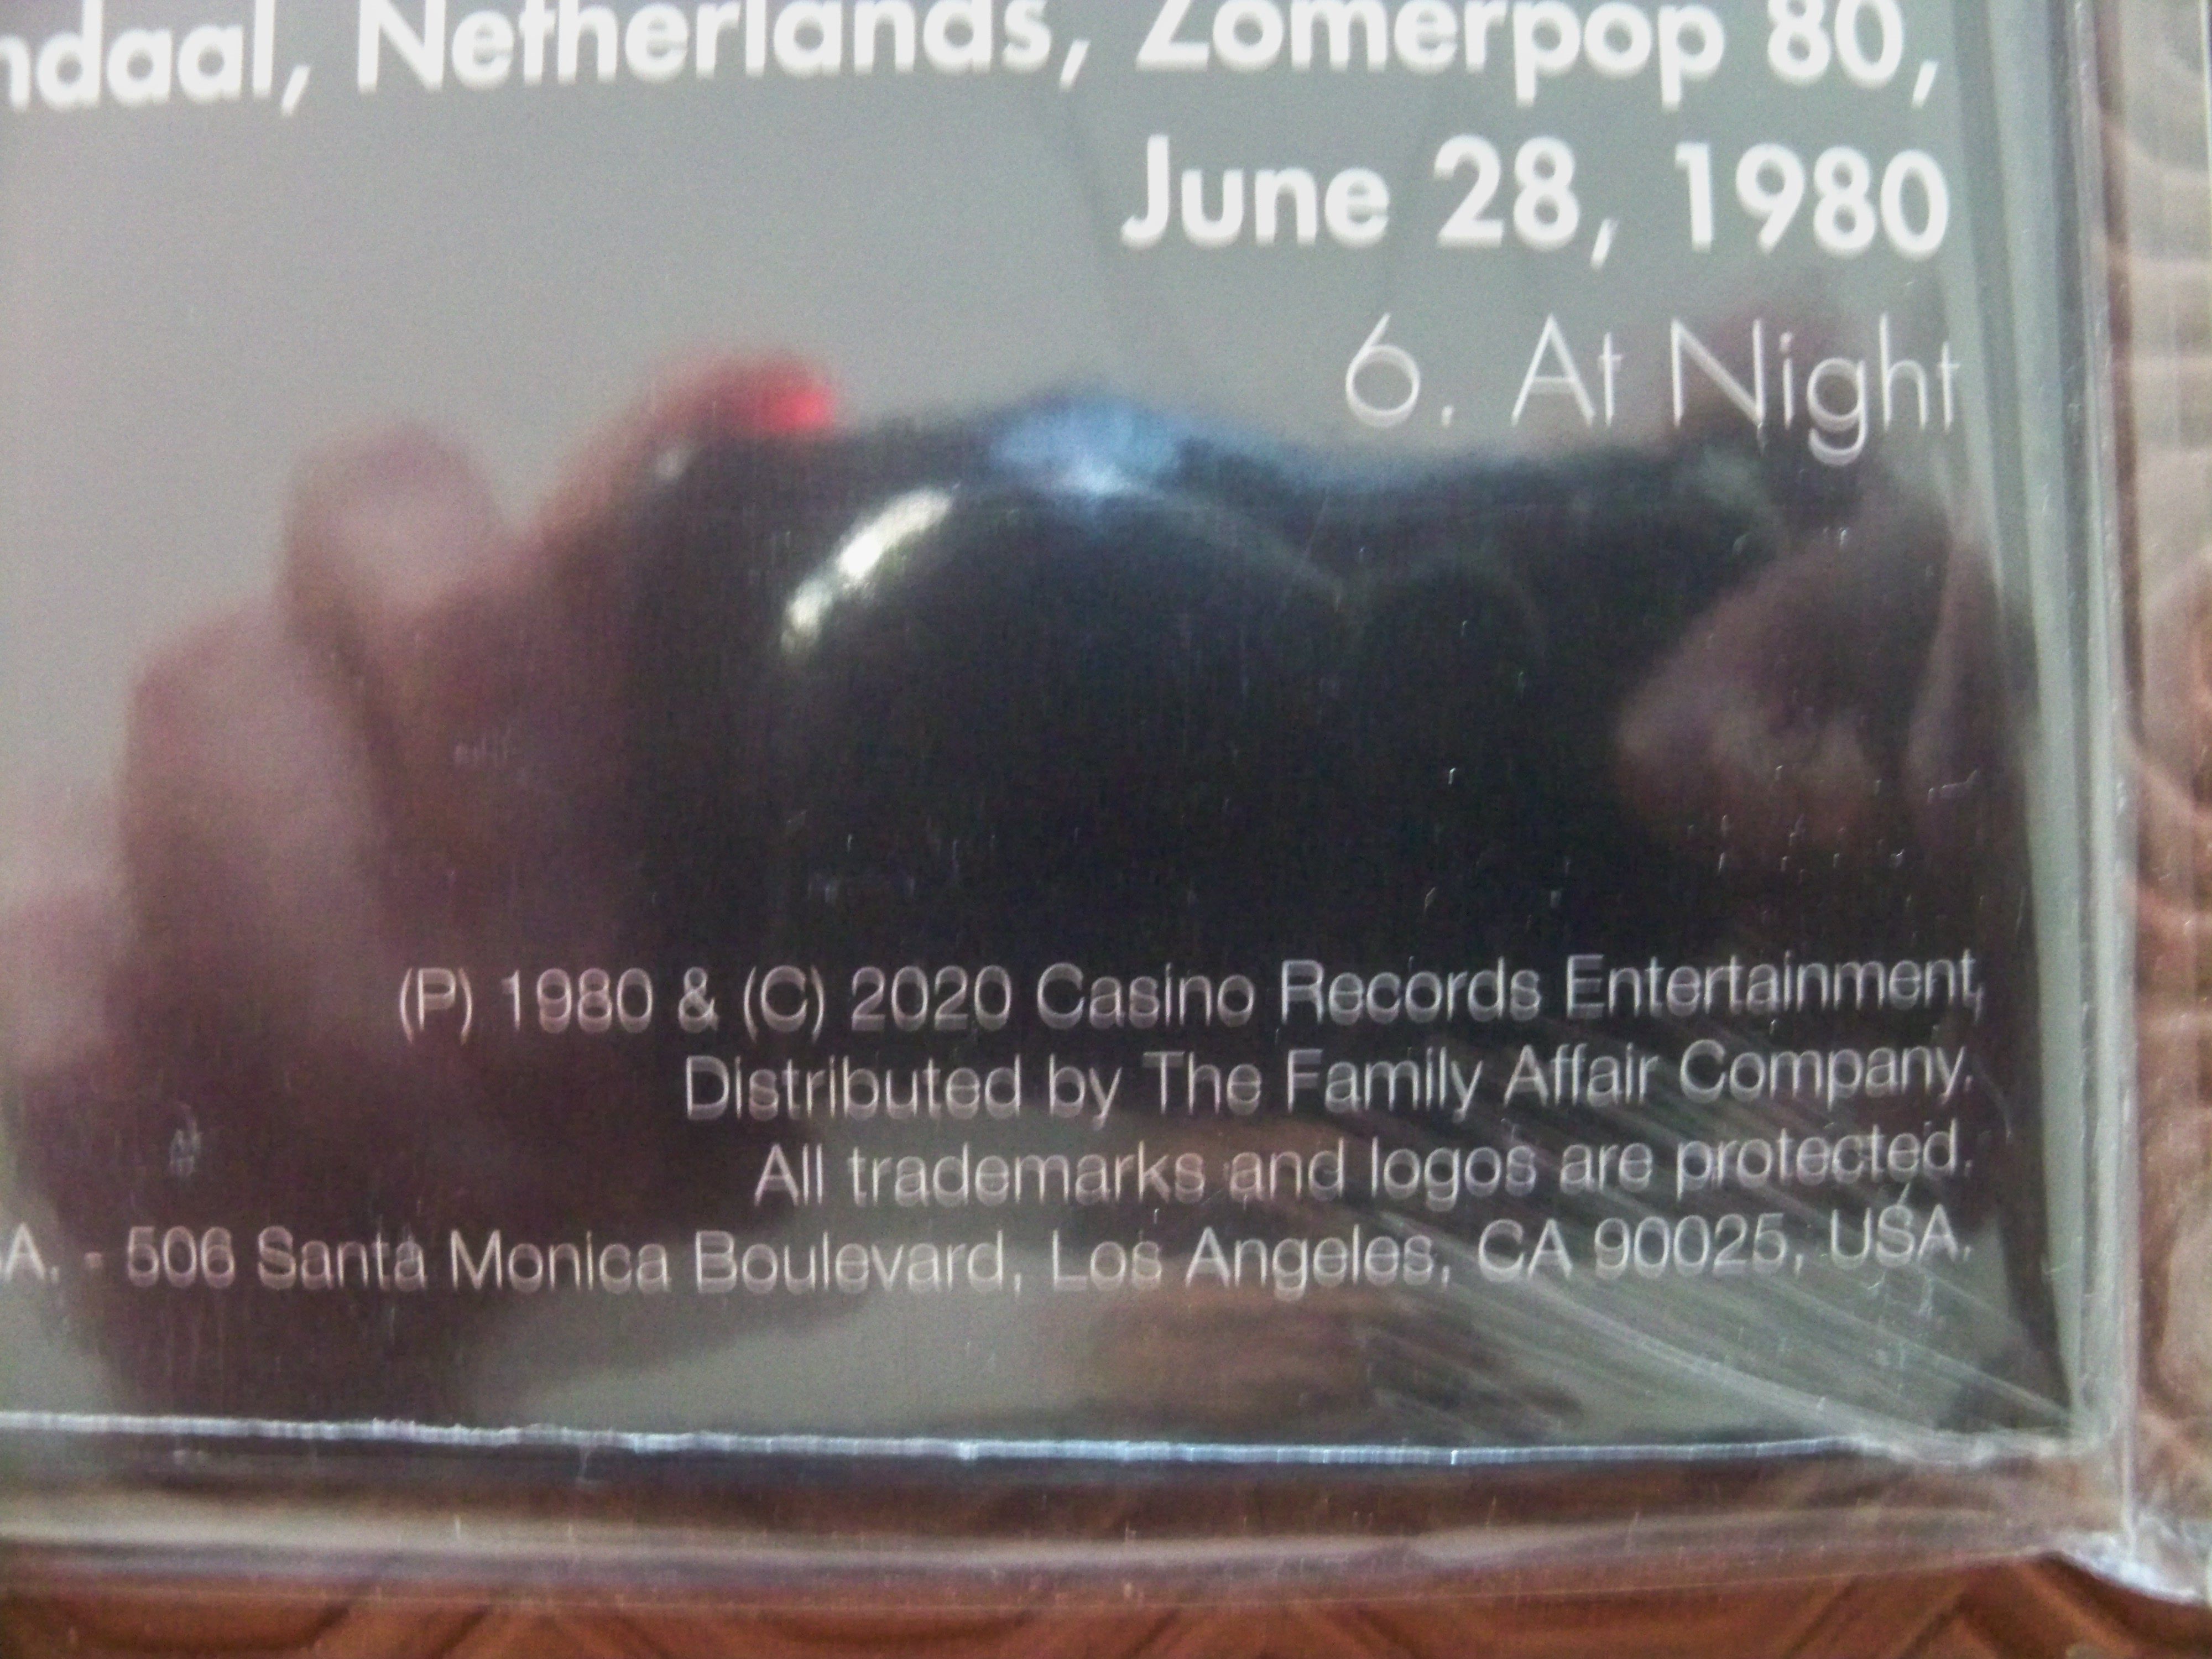 ndaal, Netherlands, Zomerpop 80,
June 28, 1980
6. At Night
(P) 1980 & (C) 2020 Casino Records Entertainment,
Distributed by The Family Affair Company.
All trademarks and logos are protected.
A. - 506 Santa Monica Boulevard, Los Angeles, CA 90025, USA.